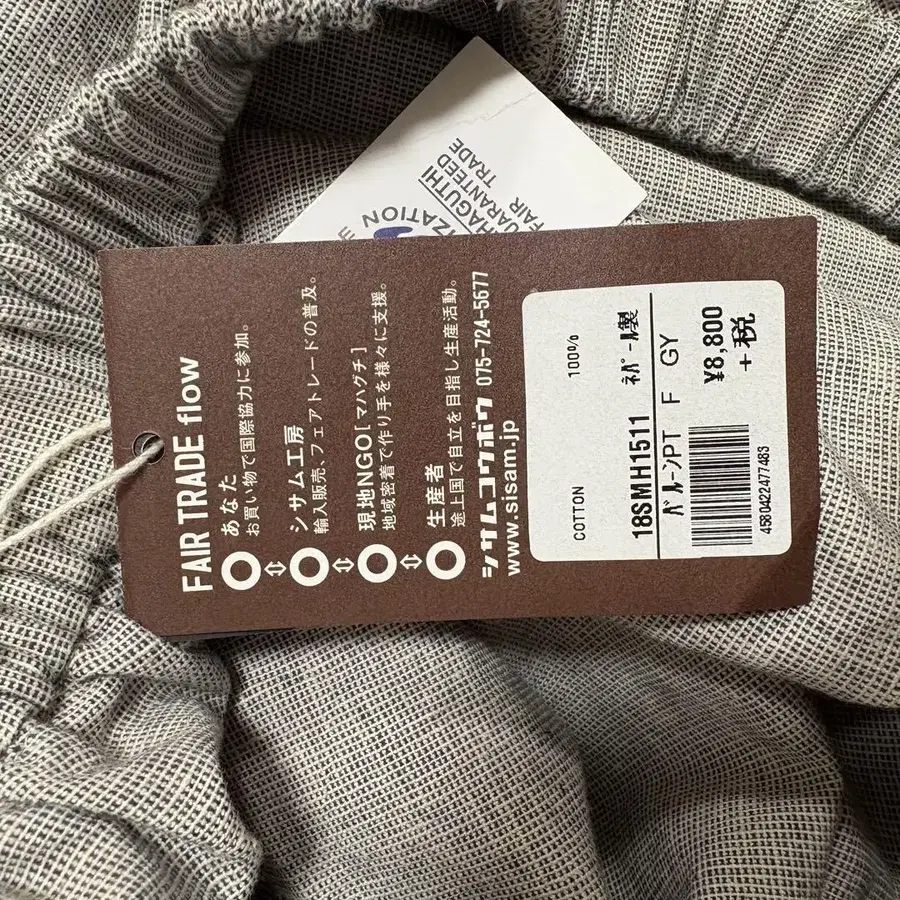 FAIR TRADE flow
あなた
お買い物で国際協力に参加。
シサム工房
輸入販売、フェアトレードの普及。
現地NGO[マハグチ]
地域密着で作り手を様々に支援。
生産者
途上国で自立を目指し生産活動。
シサムコウボウ 075-724-5677
www.sisam.jp
COTTON 100%
18SMH1511 ネパール製
バルーンPT F GY
4580422477483
¥8,800
+税
GUARANTEED
FAIR
TRADE